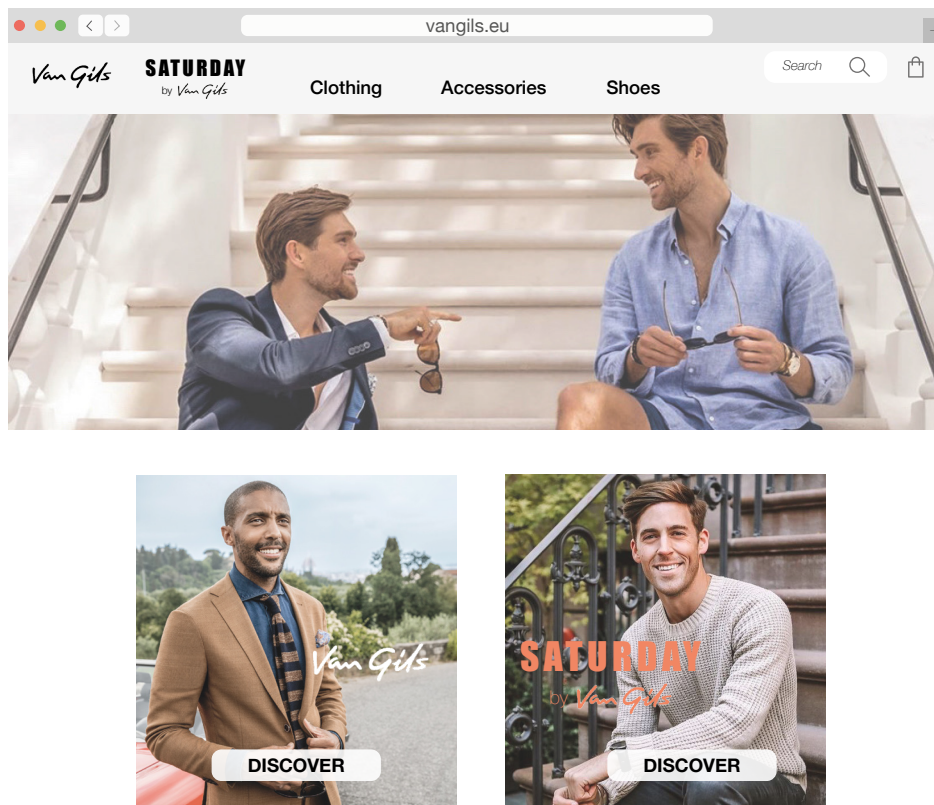 vangils.eu
Van Gils
SATURDAY
by Van Gils
Clothing
Accessories
Shoes
Search
Van Gils
DISCOVER
SATURDAY
by Van Gils
DISCOVER